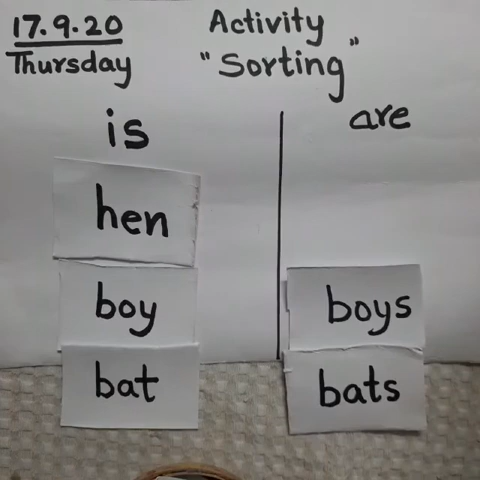 17.9.20
Thursday
Activity
"Sorting"
is
are
hen
boy
boys
bat
bats